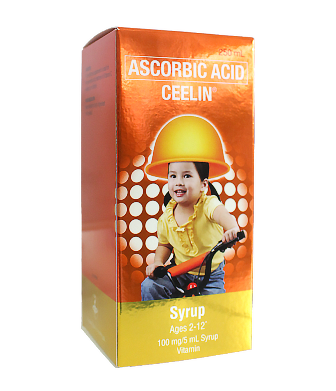 ASCORBIC ACID
CEELIN®
Syrup
Ages 2-12*
100 mg/5 mL Syrup
Vitamin